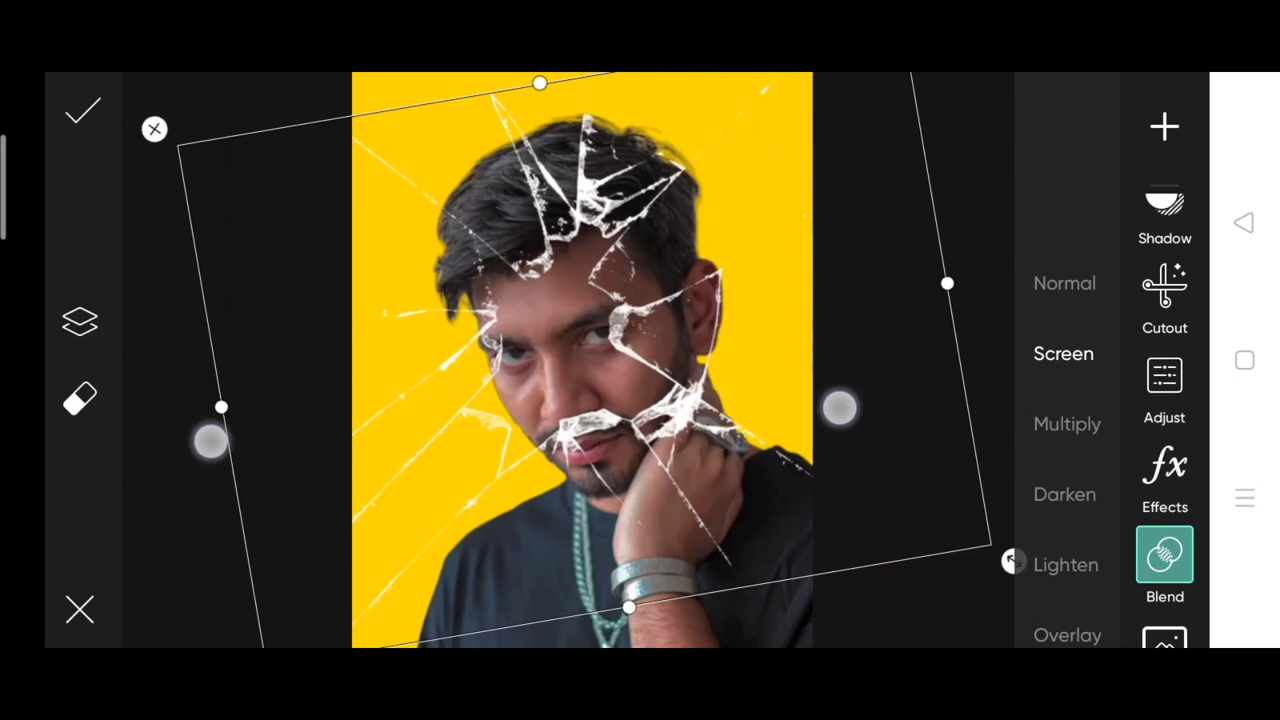 Shadow
Normal
Cutout
Screen
Adjust
Multiply
Darken
fx
Effects
Lighten
Blend
Overlay